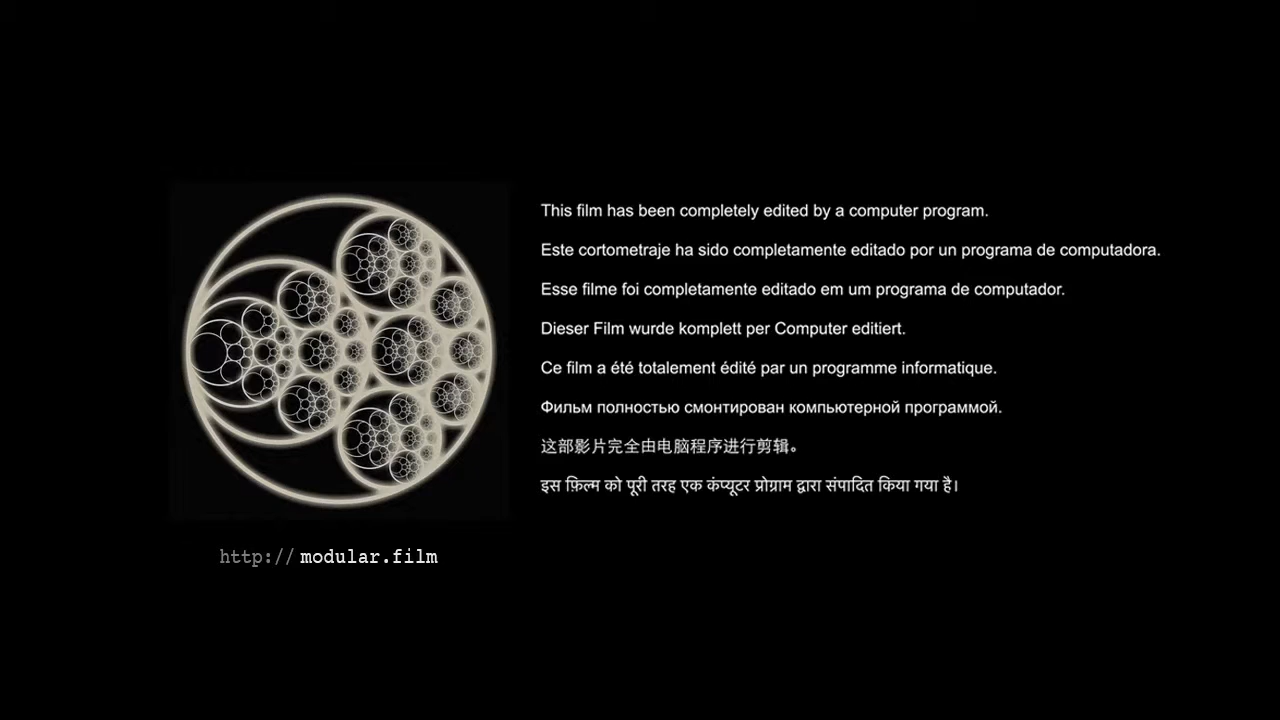 This film has been completely edited by a computer program.
Este cortometraje ha sido completamente editado por un programa de computadora.
Esse filme foi completamente editado em um programa de computador.
Dieser Film wurde komplett per Computer editiert.
Ce film a été totalement édité par un programme informatique.
Фильм полностью смонтирован компьютерной программой.
这部影片完全由电脑程序进行剪辑。
इस फ़िल्म को पूरी तरह एक कंप्यूटर प्रोग्राम द्वारा संपादित किया गया है।
http:// modular.film